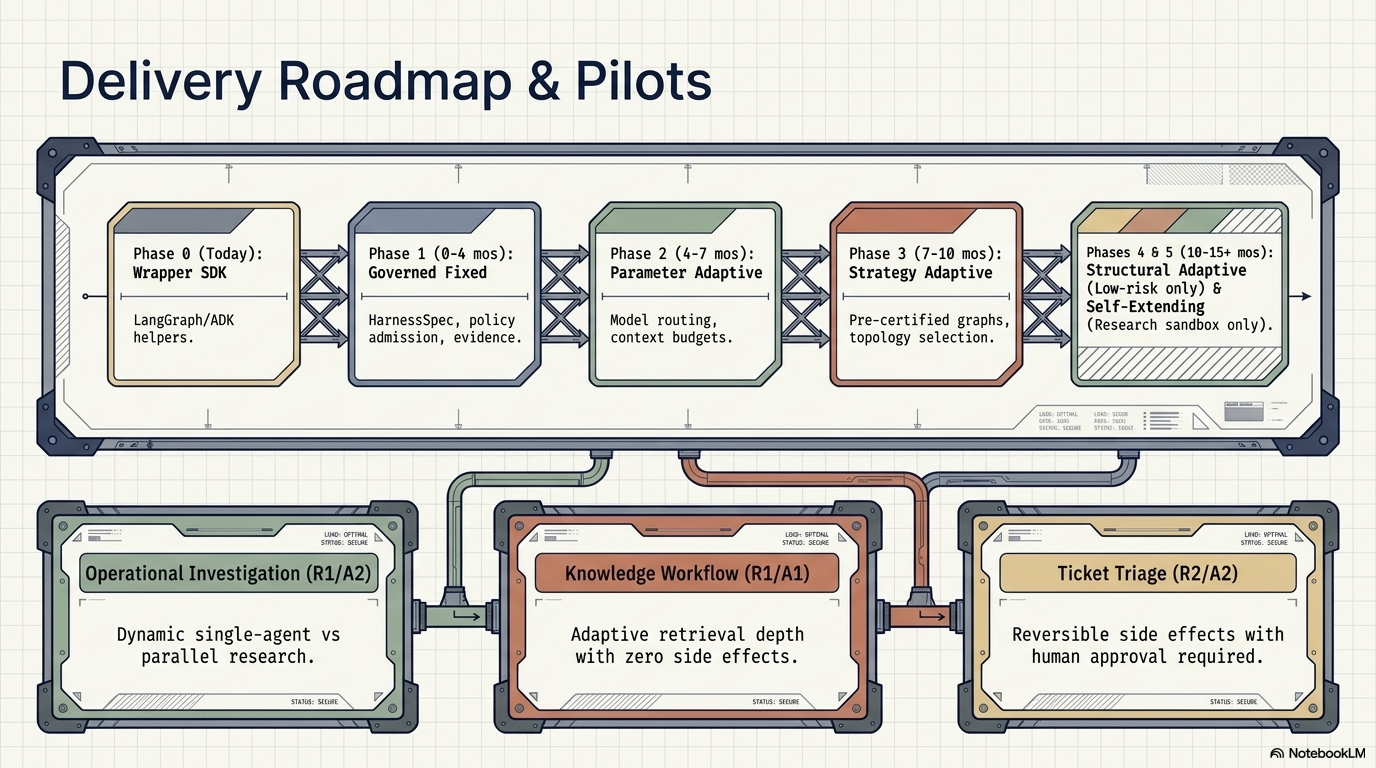 Delivery Roadmap & Pilots
Phase 0 (Today):
Wrapper SDK
LangGraph/ADK
helpers.
Phase 1 (0-4 mos):
Governed Fixed
HarnessSpec, policy
admission, evidence.
Phase 2 (4-7 mos):
Parameter Adaptive
Model routing,
context budgets.
Phase 3 (7-10 mos):
Strategy Adaptive
Pre-certified graphs,
topology selection.
Phases 4 & 5 (10-15+ mos):
Structural Adaptive
(Low-risk only) &
Self-Extending
(Research sandbox only).
Operational Investigation (R1/A2)
Dynamic single-agent vs
parallel research.
STATUS: SECURE
STATUS: SECURE
Knowledge Workflow (R1/A1)
Adaptive retrieval depth
with zero side effects.
STATUS: SECURE
STATUS: SECURE
Ticket Triage (R2/A2)
Reversible side effects with
human approval required.
STATUS: SECURE
NotebookLM